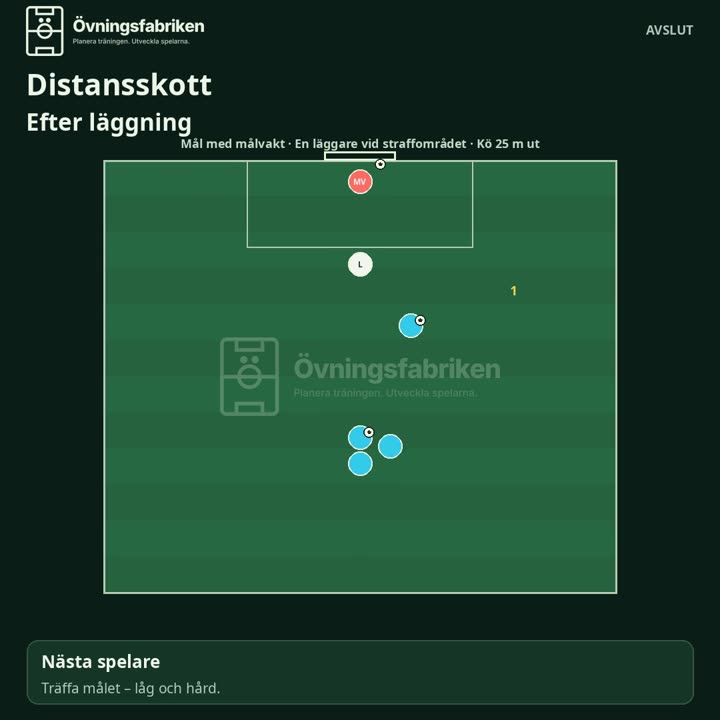 Övningsfabriken
Planera träningen. Utveckla spelarna.
AVSLUT
Distansskott
Efter läggning
Mål med målvakt · En läggare vid straffområdet · Kö 25 m ut
MV
L
1
Övningsfabriken
Planera träningen. Utveckla spelarna.
Nästa spelare
Träffa målet – låg och hård.